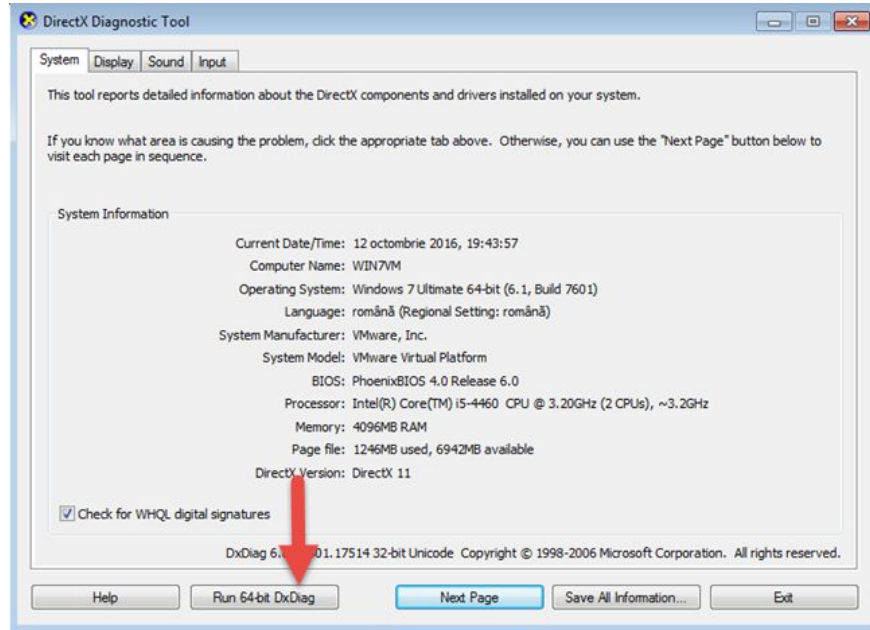 DirectX Diagnostic Tool
System Display Sound Input
This tool reports detailed information about the DirectX components and drivers installed on your system.
If you know what area is causing the problem, click the appropriate tab above. Otherwise, you can use the "Next Page" button below to
visit each page in sequence.
System Information
Current Date/Time: 12 octombrie 2016, 19:43:57
Computer Name: WIN7VM
Operating System: Windows 7 Ultimate 64-bit (6.1, Build 7601)
Language: română (Regional Setting: română)
System Manufacturer: VMware, Inc.
System Model: VMware Virtual Platform
BIOS: PhoenixBIOS 4.0 Release 6.0
Processor: Intel(R) Core(TM) i5-4460 CPU @ 3.20GHz (2 CPUs), ~3.2GHz
Memory: 4096MB RAM
Page file: 1246MB used, 6942MB available
DirectX Version: DirectX 11
Check for WHQL digital signatures
DxDiag 01.17514 32-bit Unicode Copyright © 1998-2006 Microsoft Corporation. All rights reserved.
Help Run 64-bit DxDiag Next Page Save All Information... Exit